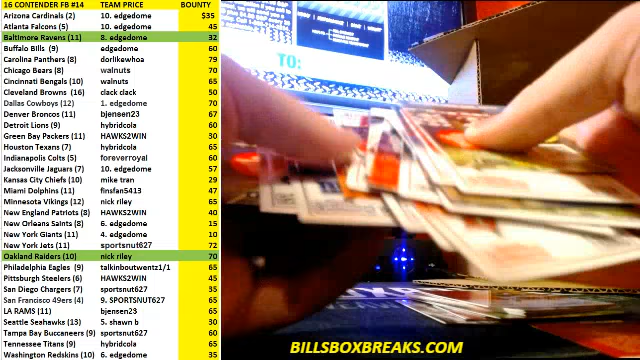 16 CONTENDER FB #14 TEAM PRICE BOUNTY
Arizona Cardinals (2) 10. edgedome $35
Atlanta Falcons (5) 10. edgedome 45
Baltimore Ravens (11) 8. edgedome 32
Buffalo Bills (9) edgedome 60
Carolina Panthers (8) dorlikewhoa 79
Chicago Bears (8) walnuts 70
Cincinnati Bengals (10) walnuts 65
Cleveland Browns (16) clack clack 50
Dallas Cowboys (12) 1. edgedome 70
Denver Broncos (11) bjensen23 67
Detroit Lions (9) hybridcola 60
Green Bay Packers (11) HAWKS2WIN 30
Houston Texans (7) hybridcola 65
Indianapolis Colts (5) foreverroyal 60
Jacksonville Jaguars (7) 10. edgedome 57
Kansas City Chiefs (10) mike tran 29
Miami Dolphins (11) finsfan5413 47
Minnesota Vikings (12) nick riley 65
New England Patriots (8) HAWKS2WIN 40
New Orleans Saints (8) 6. edgedome 15
New York Giants (11) 4. edgedome 10
New York Jets (11) sportsnut627 72
Oakland Raiders (10) nick riley 70
Philadelphia Eagles (9) talkinboutwentz1/1 65
Pittsburgh Steelers (6) HAWKS2WIN 45
San Diego Chargers (7) sportsnut627 35
San Francisco 49ers (4) 9. SPORTSNUT627 65
LA RAMS (11) bjensen23 65
Seattle Seahawks (13) 5. shawn b 30
Tampa Bay Buccaneers (9) sportsnut627 60
Tennessee Titans (9) hybridcola 65
Washington Redskins (10) 6. edgedome 35
TO:
BILLSBOXBREAKS.COM